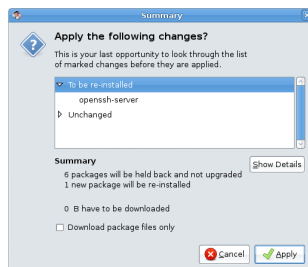 Summary
Apply the following changes?
This is your last opportunity to look through the list
of marked changes before they are applied.
To be re-installed
openssh-server
Unchanged
Summary
6 packages will be held back and not upgraded
1 new package will be re-installed
0 B have to be downloaded
Show Details
Download package files only
Cancel
Apply